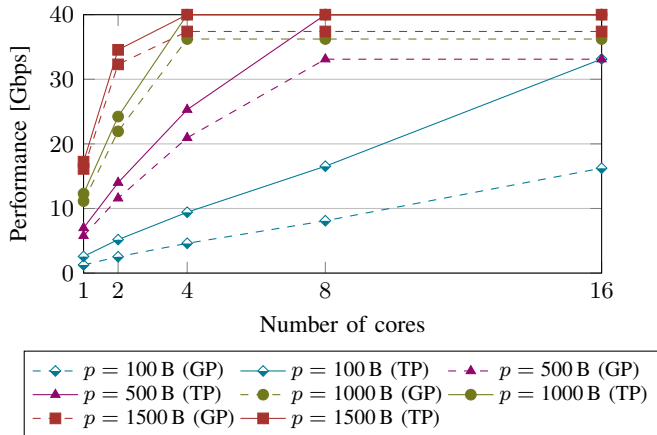 40
30
20
10
0
Performance [Gbps]
1 2 4 8 16
Number of cores
p = 100 B (GP) p = 100 B (TP) p = 500 B (GP)
p = 500 B (TP) p = 1000 B (GP) p = 1000 B (TP)
p = 1500 B (GP) p = 1500 B (TP)